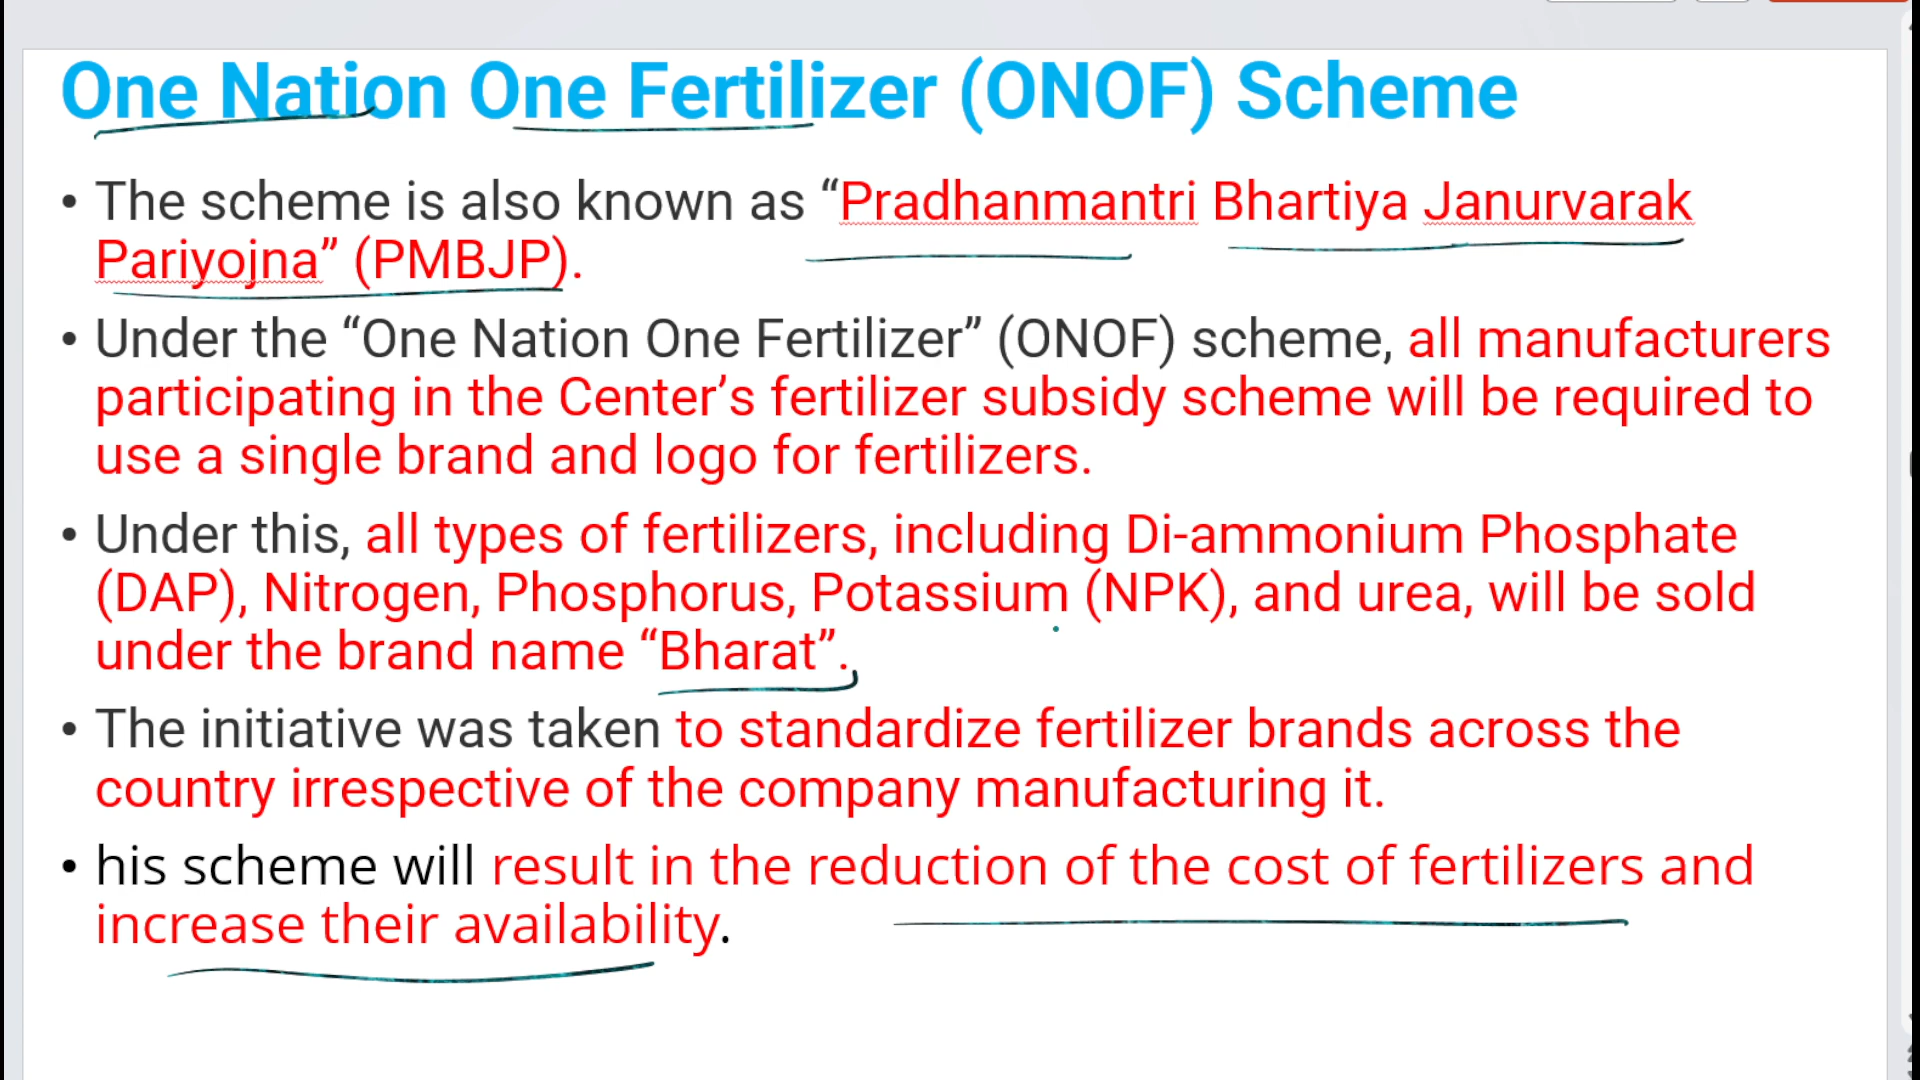 One Nation One Fertilizer (ONOF) Scheme
• The scheme is also known as “Pradhanmantri Bhartiya Janurvarak
Pariyojna” (PMBJP).
• Under the “One Nation One Fertilizer” (ONOF) scheme, all manufacturers
participating in the Center’s fertilizer subsidy scheme will be required to
use a single brand and logo for fertilizers.
• Under this, all types of fertilizers, including Di-ammonium Phosphate
(DAP), Nitrogen, Phosphorus, Potassium (NPK), and urea, will be sold
under the brand name “Bharat”.
• The initiative was taken to standardize fertilizer brands across the
country irrespective of the company manufacturing it.
• his scheme will result in the reduction of the cost of fertilizers and
increase their availability.